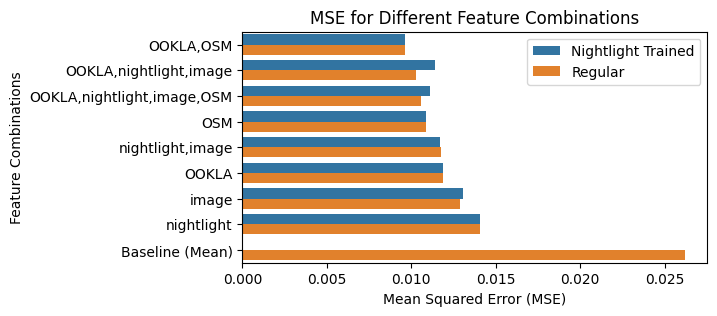 MSE for Different Feature Combinations
Nightlight Trained
Regular
Feature Combinations
OOKLA,OSM
OOKLA,nightlight,image
OOKLA,nightlight,image,OSM
OSM
nightlight,image
OOKLA
image
nightlight
Baseline (Mean)
0.000 0.005 0.010 0.015 0.020 0.025
Mean Squared Error (MSE)